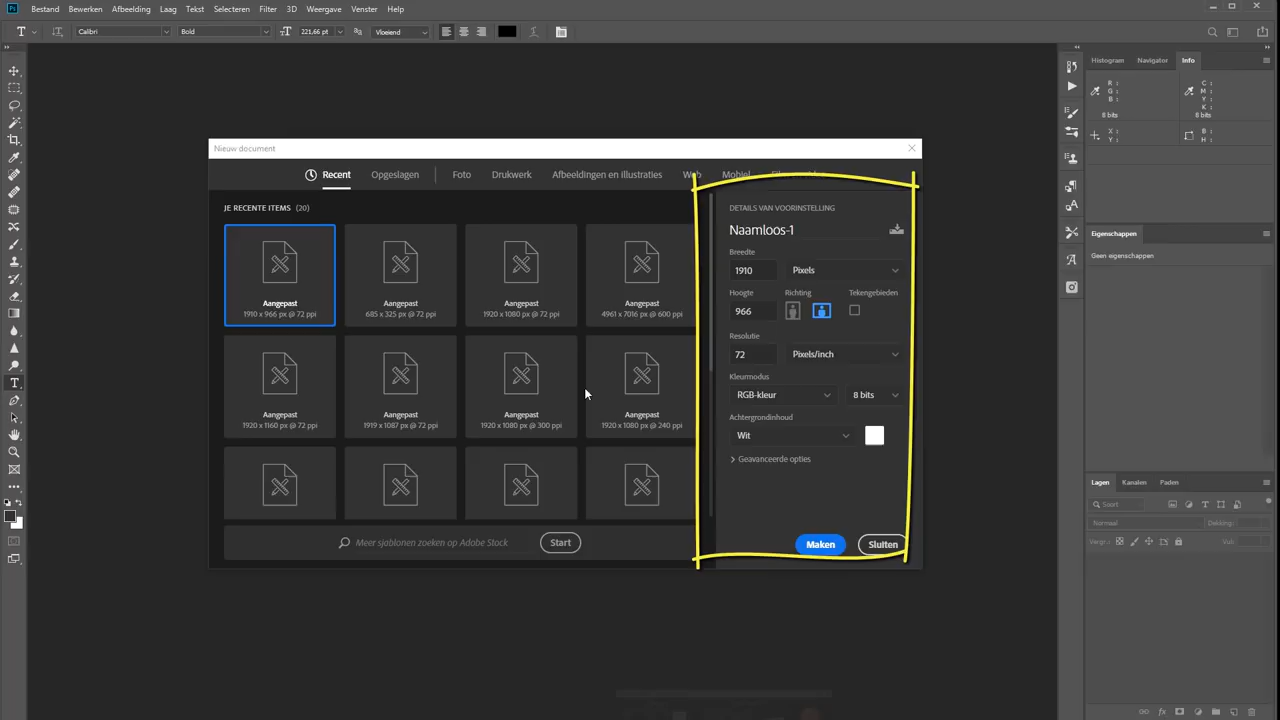 Ps Bestand Bewerken Afbeelding Laag Tekst Selecteren Filter 3D Weergave Venster Help
T Calibri Bold 221,66 pt Vloeiend
Histogram Navigator Info
R : C :
G : M :
B : Y :
K :
8 bits 8 bits
X : B :
Y : H :
Eigenschappen
Geen eigenschappen
Nieuw document
Recent Opgeslagen Foto Drukwerk Afbeeldingen en illustraties Web Mobiel
JE RECENTE ITEMS (20)
Aangepast Aangepast Aangepast Aangepast
1910 x 966 px @ 72 ppi 685 x 325 px @ 72 ppi 1920 x 1080 px @ 72 ppi 4961 x 7016 px @ 600 ppi
Aangepast Aangepast Aangepast Aangepast
1920 x 1160 px @ 72 ppi 1919 x 1087 px @ 72 ppi 1920 x 1080 px @ 300 ppi 1920 x 1080 px @ 240 ppi
Meer sjablonen zoeken op Adobe Stock Start
DETAILS VAN VOORINSTELLING
Naamloos-1
Breedte
1910 Pixels
Hoogte Richting Tekengebieden
966
Resolutie
72 Pixels/inch
Kleurmodus
RGB-kleur 8 bits
Achtergrondinhoud
Wit
Geavanceerde opties
Maken Sluiten
Lagen Kanalen Paden
Soort
Normaal Dekking:
Vergr.: Vul: